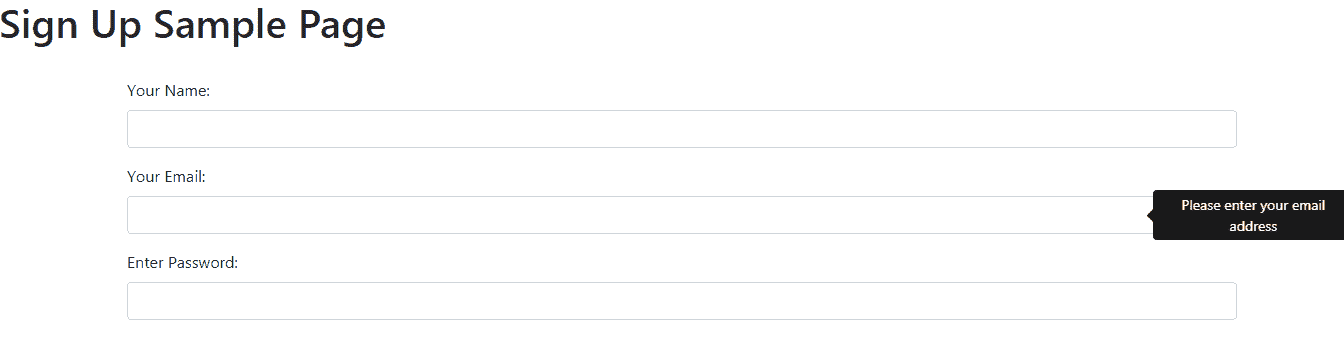 Sign Up Sample Page
Your Name:
Your Email:
Please enter your email
address
Enter Password: